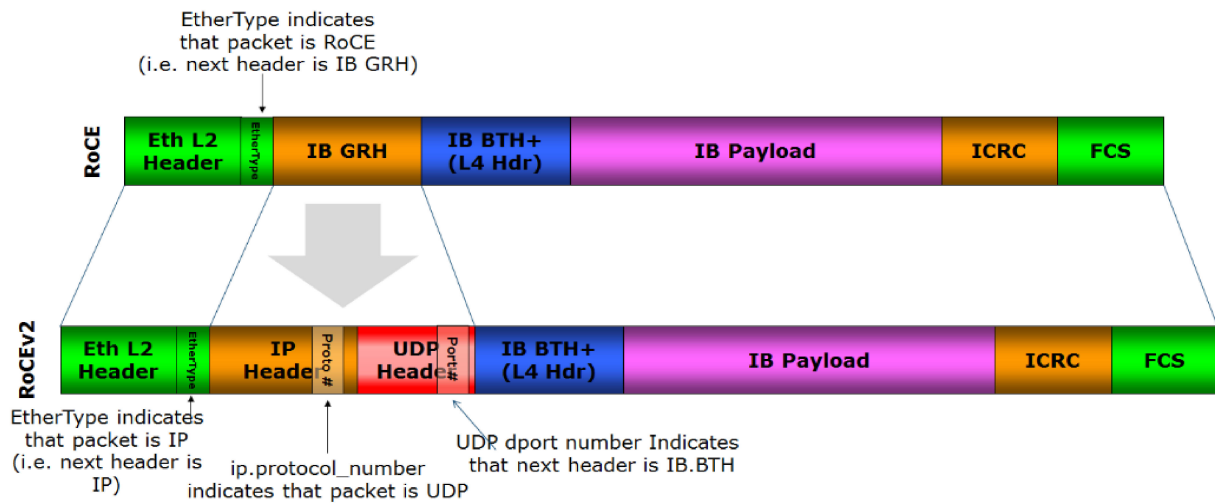 EtherType indicates
that packet is RoCE
(i.e. next header is IB GRH)
RoCE
Eth L2
Header
EtherType
IB GRH
IB BTH+
(L4 Hdr)
IB Payload
ICRC
FCS
RoCEv2
Eth L2
Header
EtherType
IP
Header
Proto #
UDP
Header
Port #
IB BTH+
(L4 Hdr)
IB Payload
ICRC
FCS
EtherType indicates
that packet is IP
(i.e. next header is
IP)
ip.protocol_number
indicates that packet is UDP
UDP dport number Indicates
that next header is IB.BTH